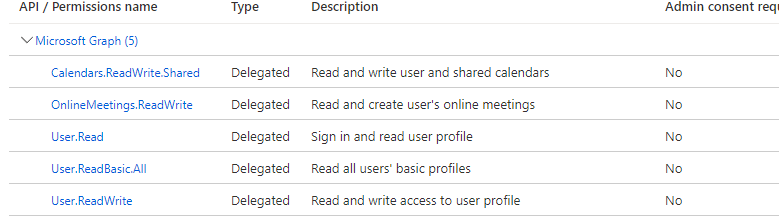 API / Permissions name Type Description Admin consent requ
Microsoft Graph (5)
Calendars.ReadWrite.Shared Delegated Read and write user and shared calendars No
OnlineMeetings.ReadWrite Delegated Read and create user's online meetings No
User.Read Delegated Sign in and read user profile No
User.ReadBasic.All Delegated Read all users' basic profiles No
User.ReadWrite Delegated Read and write access to user profile No